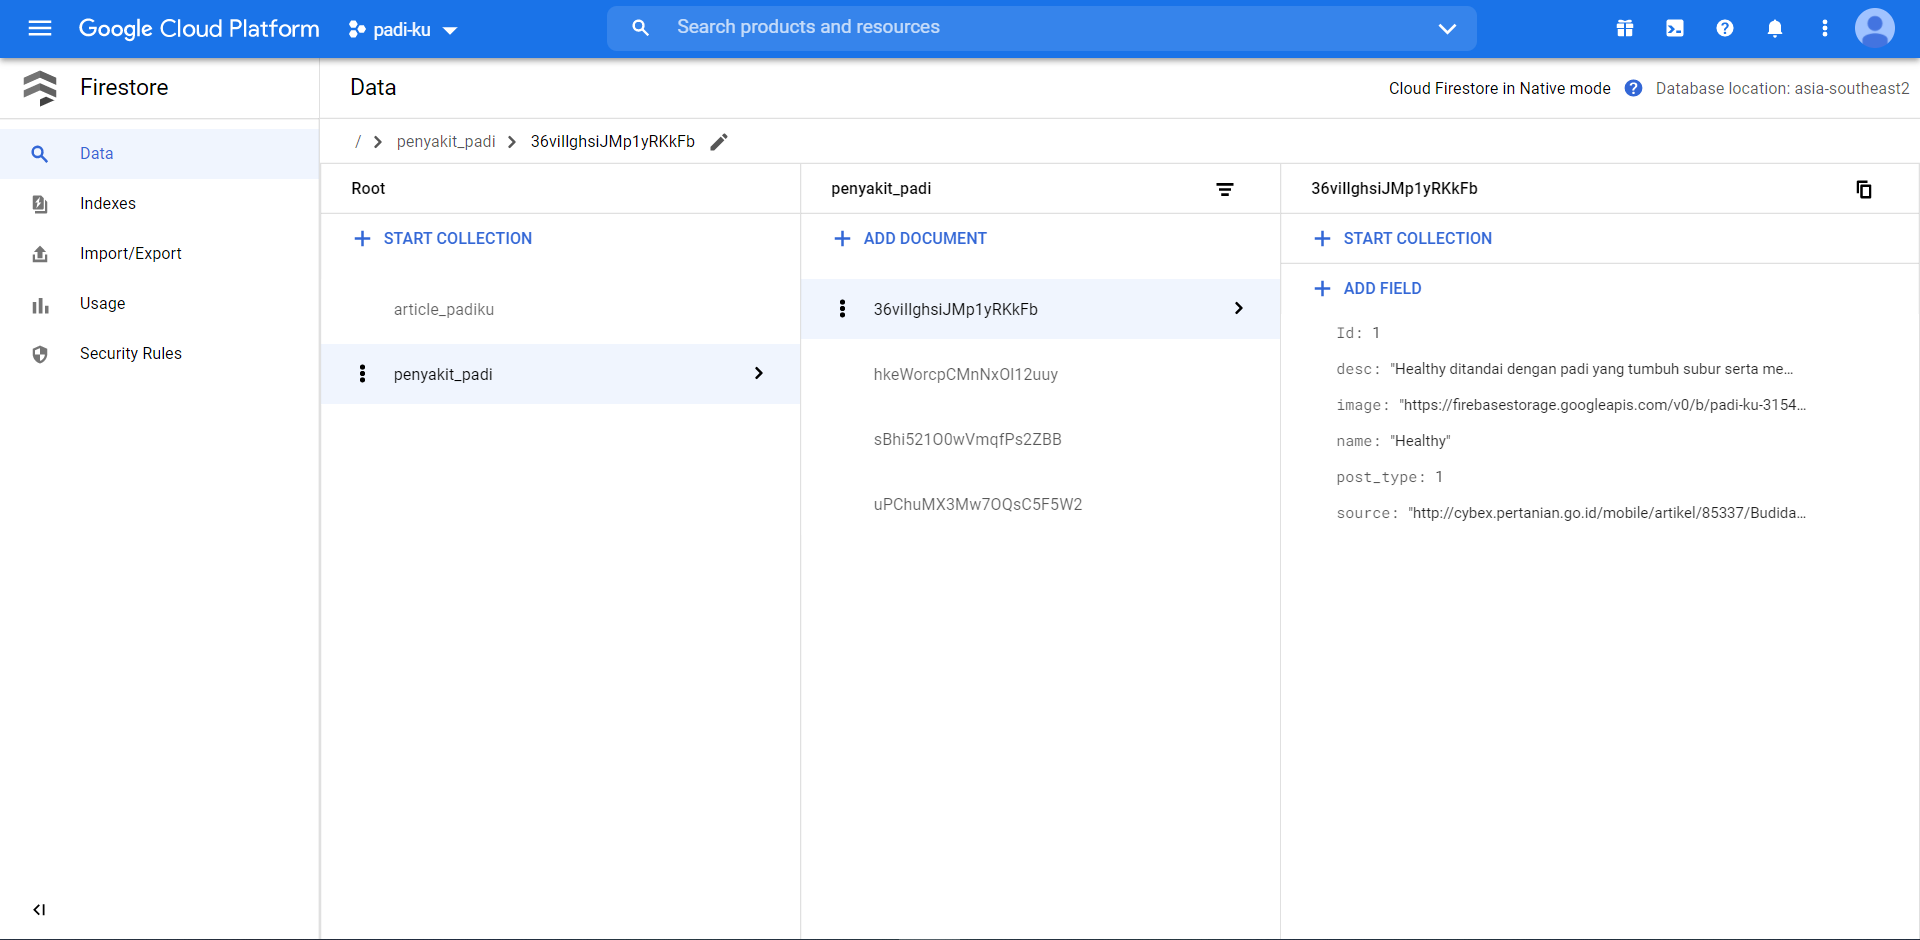 Google Cloud Platform
padi-ku
Search products and resources
Firestore
Data
Cloud Firestore in Native mode
Database location: asia-southeast2
Data
Indexes
Import/Export
Usage
Security Rules
/ penyakit_padi 36viIlghsiJMp1yRKkFb
Root
START COLLECTION
article_padiku
penyakit_padi
penyakit_padi
ADD DOCUMENT
36viIlghsiJMp1yRKkFb
hkeWorcpCMnNxOl12uuy
sBhi521O0wVmqfPs2ZBB
uPChuMX3Mw7OQsC5F5W2
36viIlghsiJMp1yRKkFb
START COLLECTION
ADD FIELD
Id: 1
desc: "Healthy ditandai dengan padi yang tumbuh subur serta me...
image: "https://firebasestorage.googleapis.com/v0/b/padi-ku-3154...
name: "Healthy"
post_type: 1
source: "http://cybex.pertanian.go.id/mobile/artikel/85337/Budida...